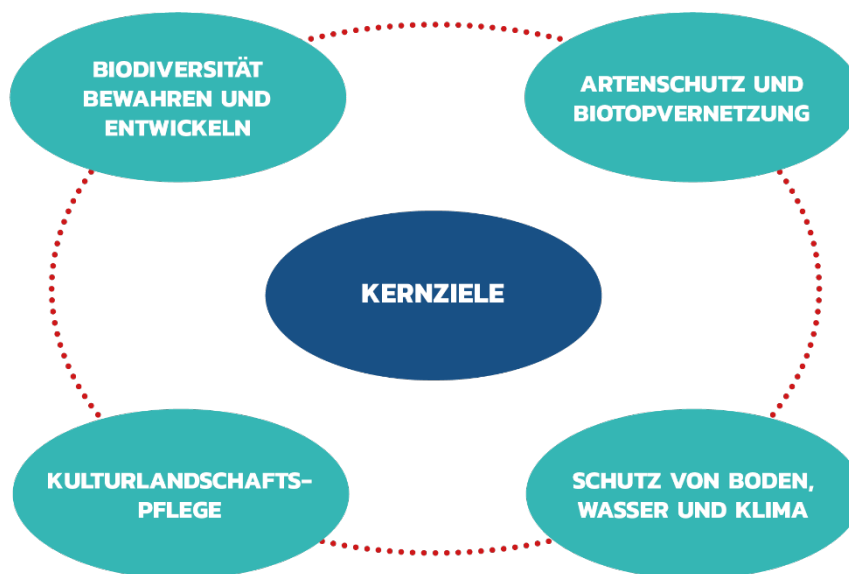 BIODIVERSITÄT
BEWAHREN UND
ENTWICKELN
ARTENSCHUTZ UND
BIOTOPVERNETZUNG
KERNZIELE
KULTURLANDSCHAFTS-
PFLEGE
SCHUTZ VON BODEN,
WASSER UND KLIMA